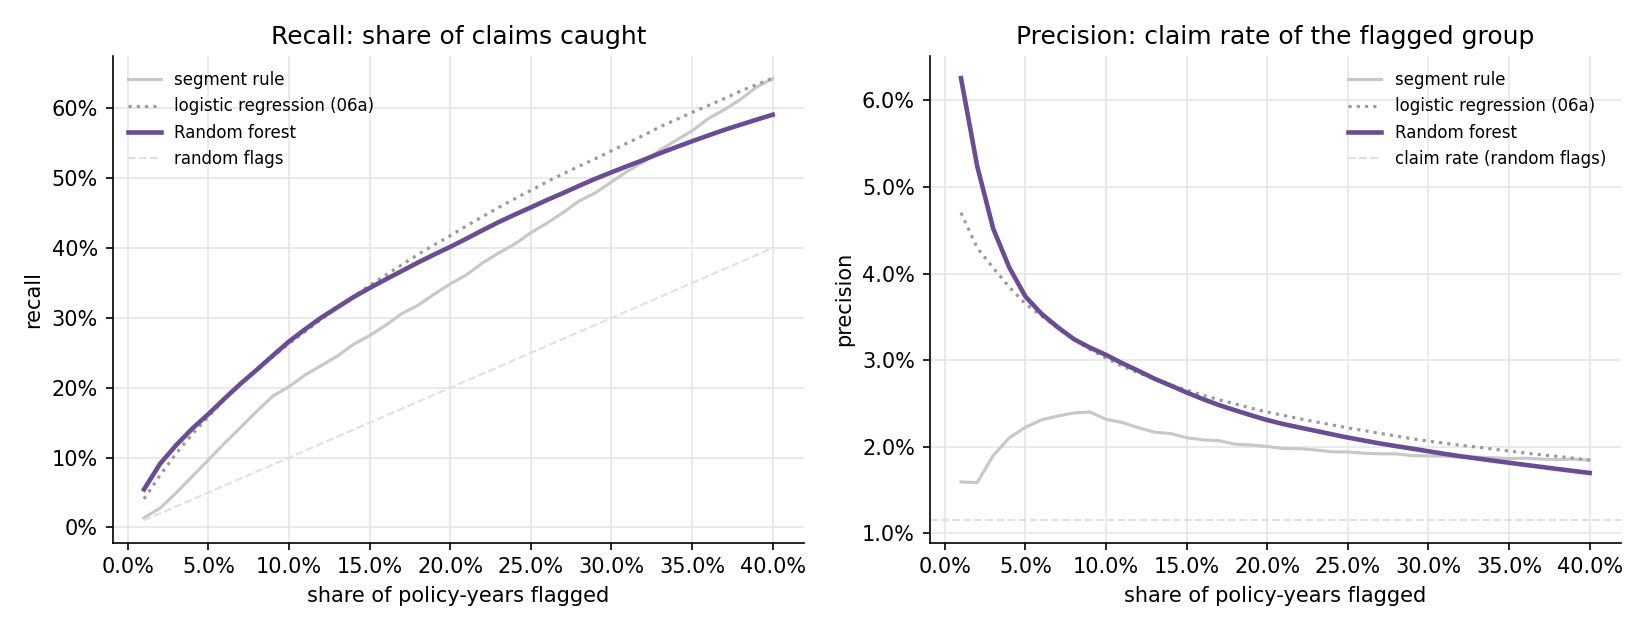 Recall: share of claims caught
segment rule
logistic regression (06a)
Random forest
random flags
60%
50%
40%
30%
20%
10%
0%
recall
0.0% 5.0% 10.0% 15.0% 20.0% 25.0% 30.0% 35.0% 40.0%
share of policy-years flagged
Precision: claim rate of the flagged group
segment rule
logistic regression (06a)
Random forest
claim rate (random flags)
6.0%
5.0%
4.0%
3.0%
2.0%
1.0%
precision
0.0% 5.0% 10.0% 15.0% 20.0% 25.0% 30.0% 35.0% 40.0%
share of policy-years flagged